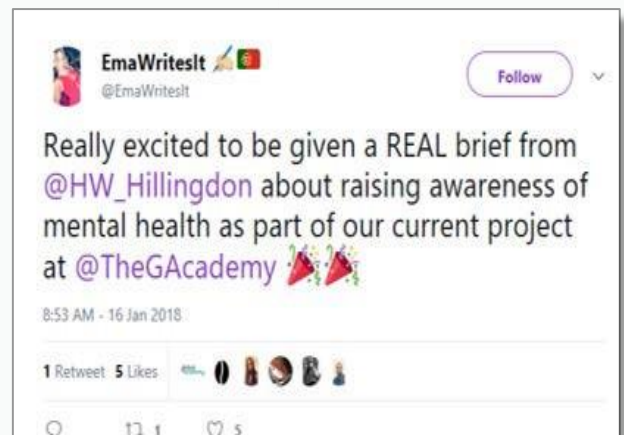 EmaWritesIt ✍🏼🇵🇹
@EmaWritesIt
Follow
Really excited to be given a REAL brief from
@HW_Hillingdon about raising awareness of
mental health as part of our current project
at @TheGAcademy 🎉🎉
8:53 AM - 16 Jan 2018
1 Retweet 5 Likes
1 5